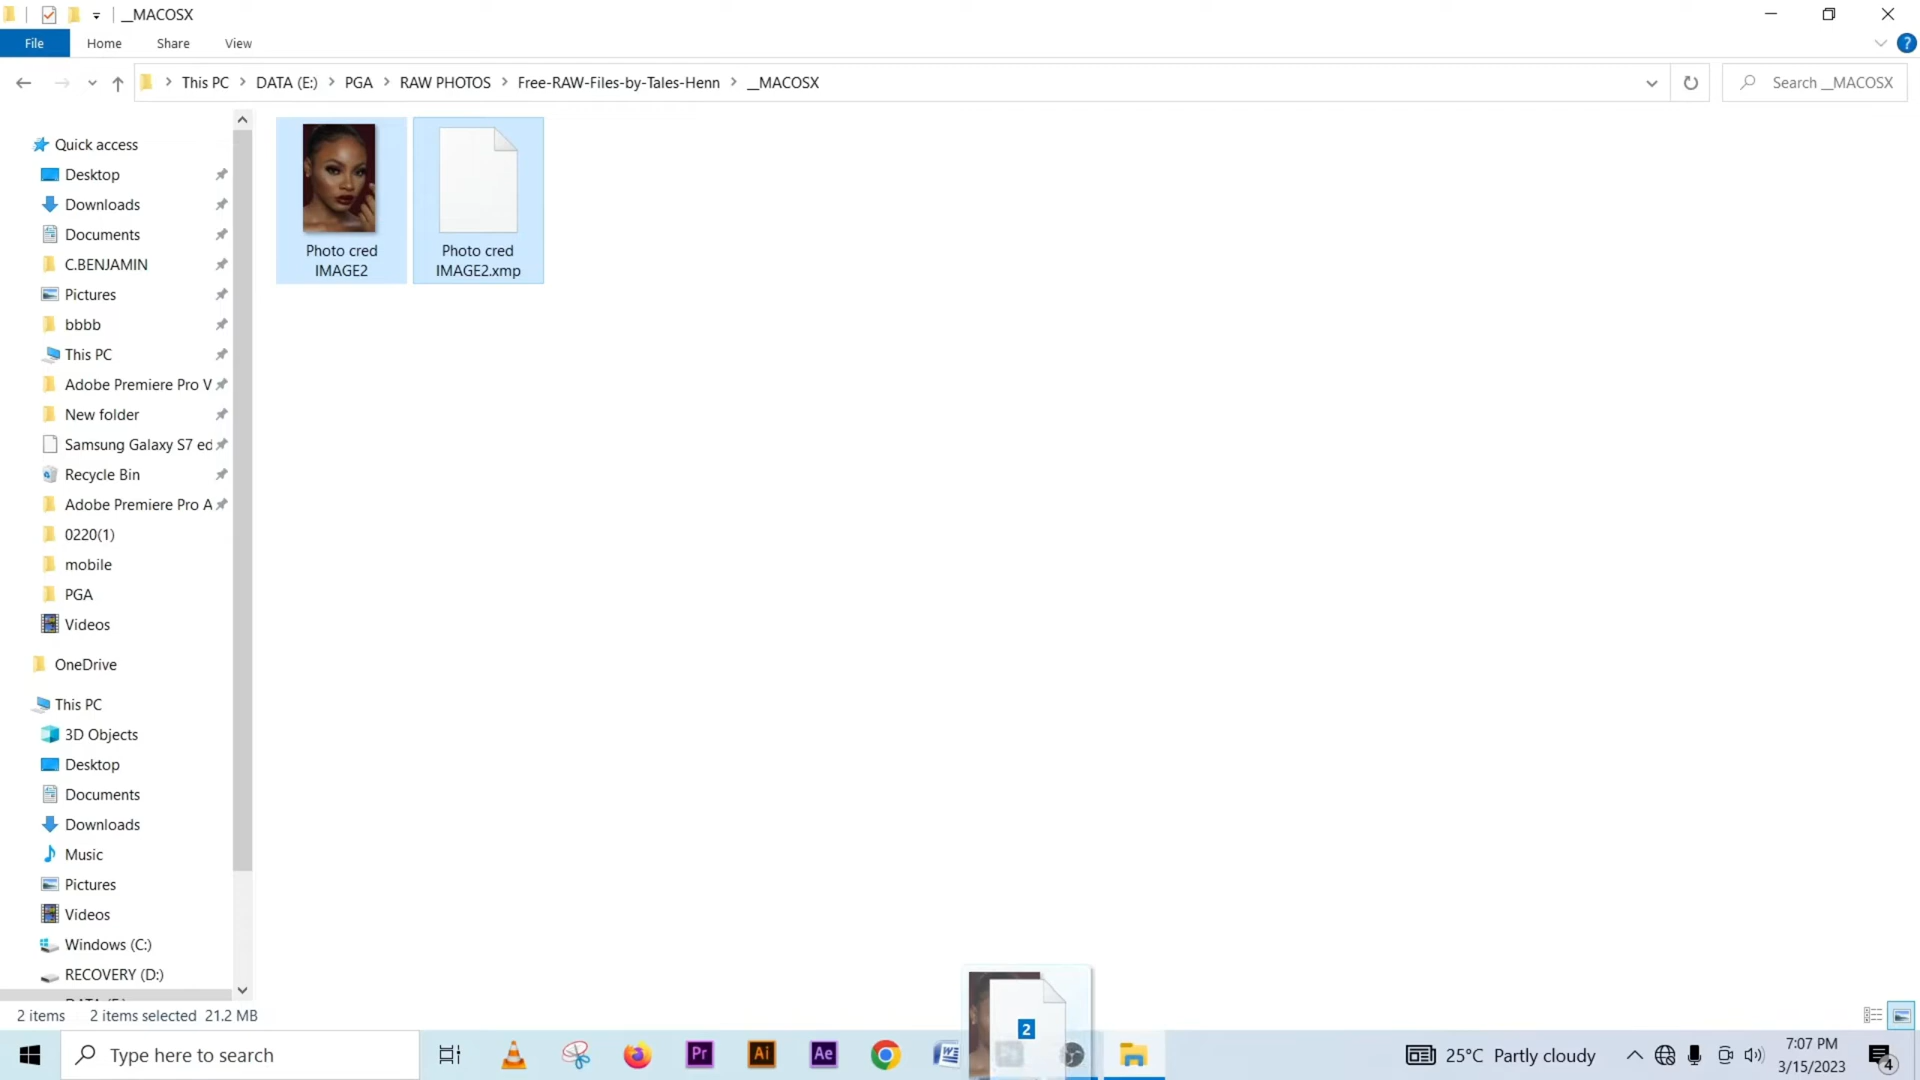 __MACOSX
File
Home
Share
View
This PC
DATA (E:)
PGA
RAW PHOTOS
Free-RAW-Files-by-Tales-Henn
__MACOSX
Search __MACOSX
Quick access
Desktop
Downloads
Documents
C.BENJAMIN
Pictures
bbbb
This PC
Adobe Premiere Pro V
New folder
Samsung Galaxy S7 ed
Recycle Bin
Adobe Premiere Pro A
0220(1)
mobile
PGA
Videos
OneDrive
This PC
3D Objects
Desktop
Documents
Downloads
Music
Pictures
Videos
Windows (C:)
RECOVERY (D:)
Photo cred
IMAGE2
Photo cred
IMAGE2.xmp
2
2 items
2 items selected 21.2 MB
Type here to search
Pr
Ai
Ae
W
25°C Partly cloudy
7:07 PM
3/15/2023
4